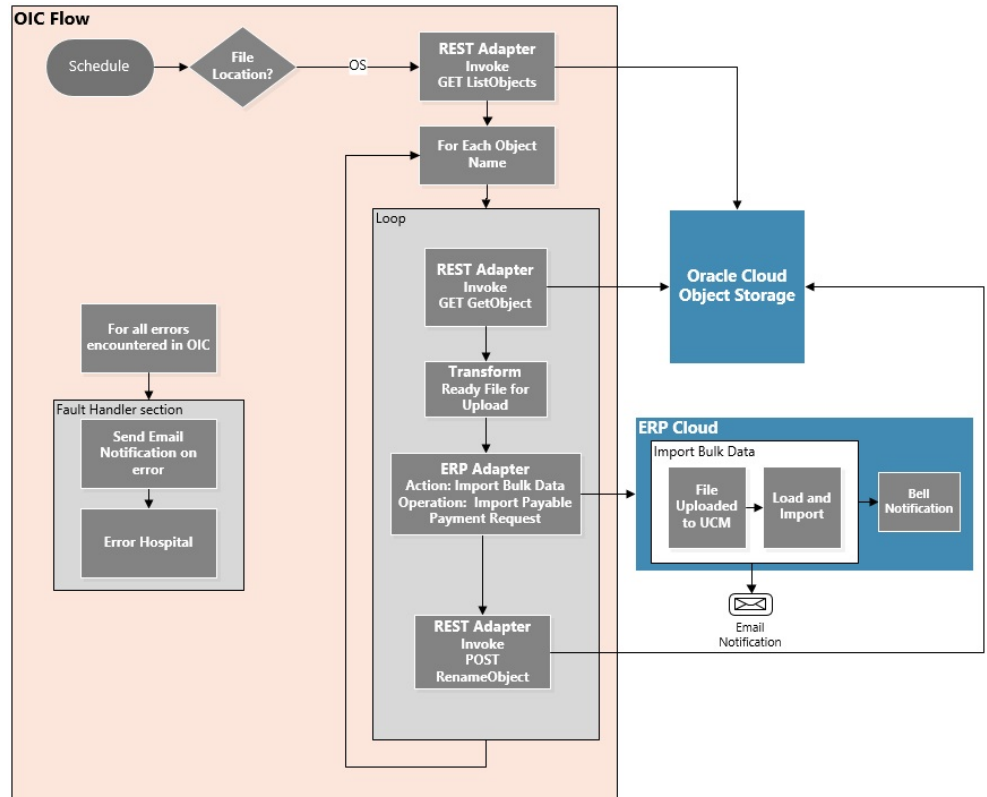 OIC Flow
Schedule
File
Location?
OS
REST Adapter
Invoke
GET ListObjects
For Each Object
Name
Loop
REST Adapter
Invoke
GET GetObject
Oracle Cloud
Object Storage
For all errors
encountered in OIC
Transform
Ready File for
Upload
Fault Handler section
Send Email
Notification on
error
Error Hospital
ERP Adapter
Action: Import Bulk Data
Operation: Import Payable
Payment Request
ERP Cloud
Import Bulk Data
File
Uploaded
to UCM
Load and
Import
Bell
Notification
Email
Notification
REST Adapter
Invoke
POST
RenameObject